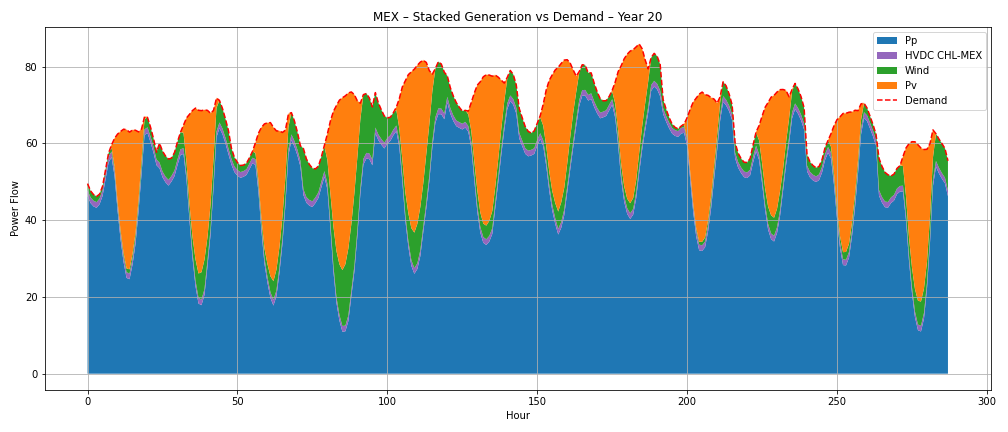 MEX – Stacked Generation vs Demand – Year 20
Pp
HVDC CHL-MEX
Wind
Pv
Demand
Power Flow
80
60
40
20
0
0 50 100 150 200 250 300
Hour